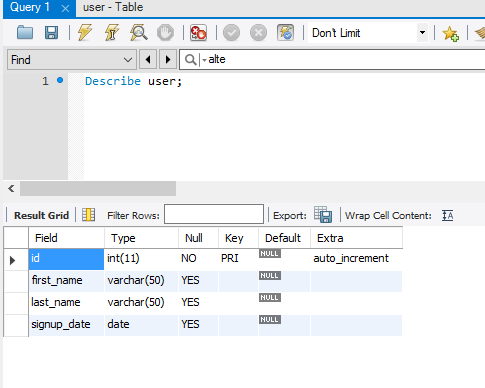 Query 1 × user - Table
Don't Limit
Find alte
1 Describe user;
Result Grid Filter Rows: Export: Wrap Cell Content: IA
Field Type Null Key Default Extra
id int(11) NO PRI NULL auto_increment
first_name varchar(50) YES NULL
last_name varchar(50) YES NULL
signup_date date YES NULL